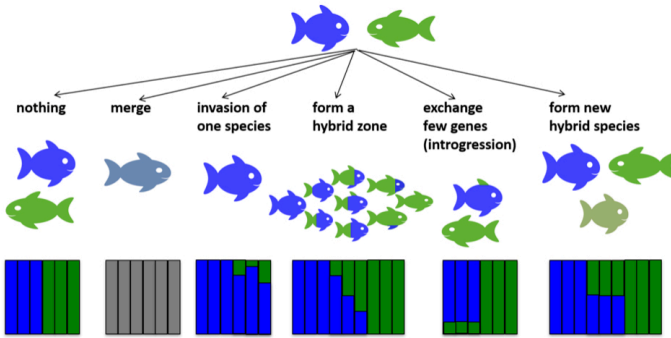 nothing
merge
invasion of
one species
form a
hybrid zone
exchange
few genes
(introgression)
form new
hybrid species